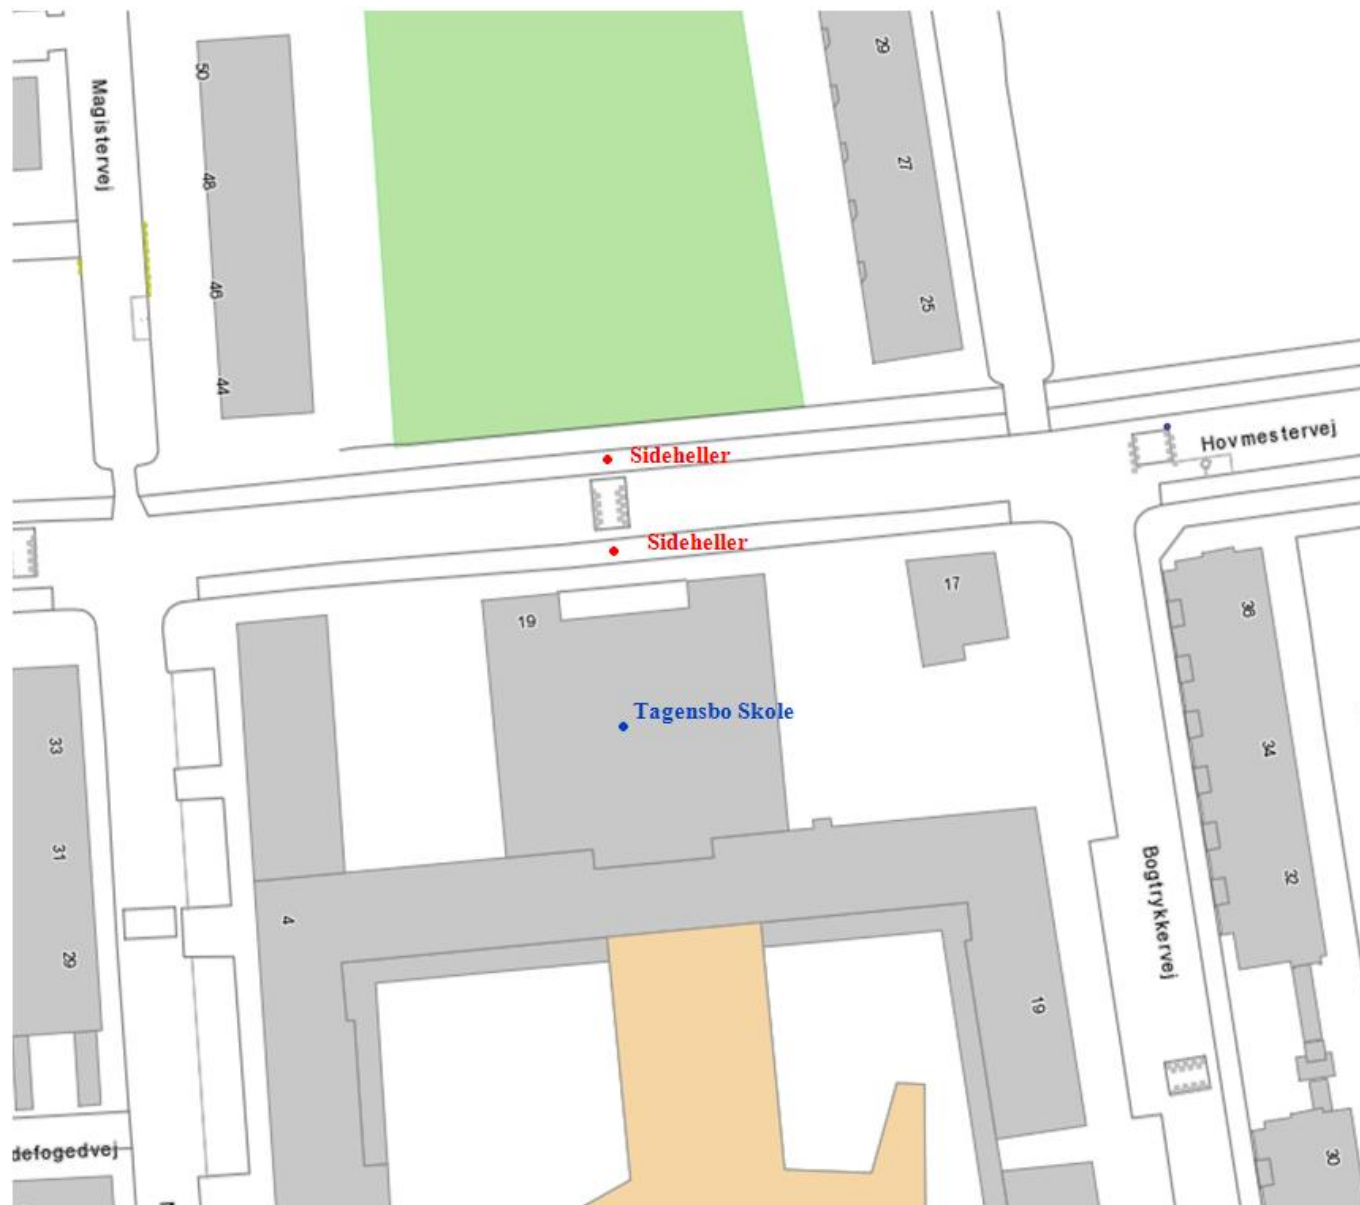 29
50
Magistervej
27
48
46
25
44
Hovmestervej
Sideheller
Sideheller
17
36
19
Tagensbo Skole
33
34
31
32
Bogtrykkervej
4
29
19
defogedvej
30